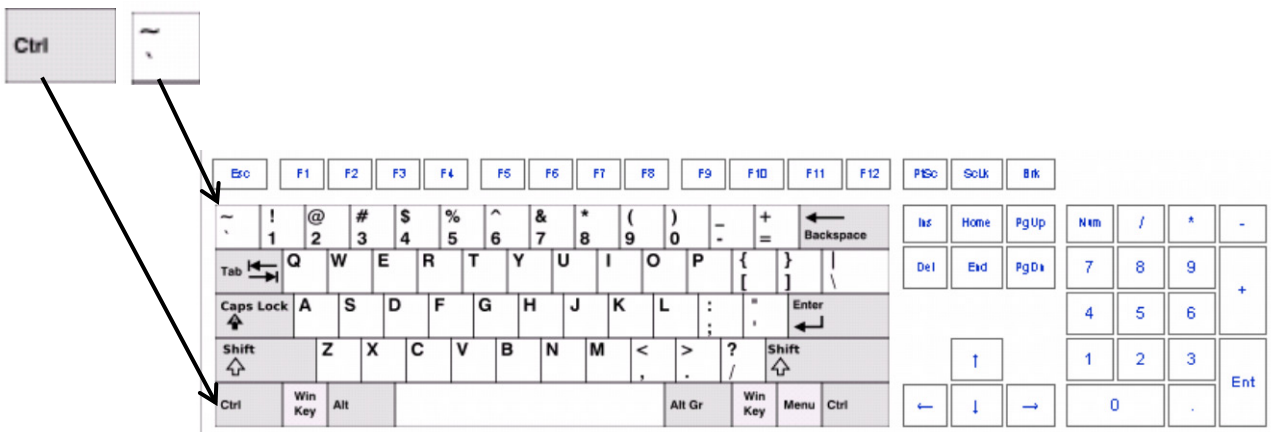 Ctrl ~
`
Esc F1 F2 F3 F4 F5 F6 F7 F8 F9 F10 F11 F12 PtSc ScLk Brk
~ ! @ # $ % ^ & * ( ) _ + Backspace Ins Home PgUp Num / * -
` 1 2 3 4 5 6 7 8 9 0 - =
Tab Q W E R T Y U I O P { } | Del End PgDn 7 8 9 +
[ ] \
Caps Lock A S D F G H J K L : " Enter 4 5 6
; '
Shift Z X C V B N M < > ? Shift ↑ 1 2 3 Ent
, . /
Ctrl Win Key Alt Alt Gr Win Key Menu Ctrl ← ↓ → 0 .